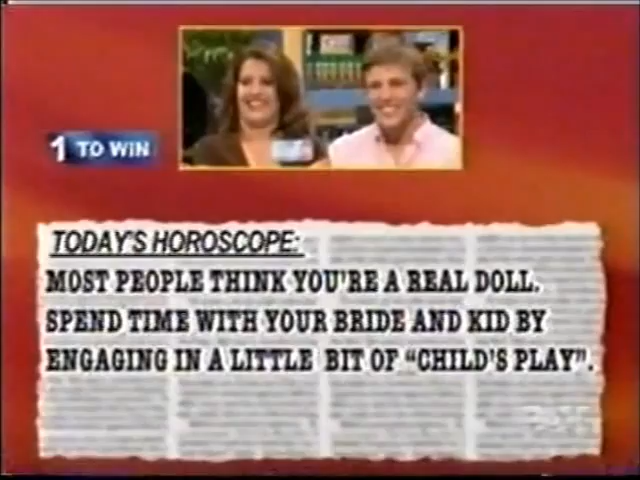 1 TO WIN
TODAY'S HOROSCOPE:
MOST PEOPLE THINK YOU'RE A REAL DOLL.
SPEND TIME WITH YOUR BRIDE AND KID BY
ENGAGING IN A LITTLE BIT OF "CHILD'S PLAY".